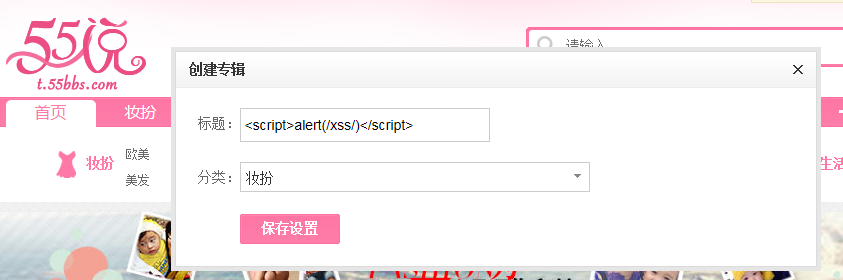 55说
t.55bbs.com
请输入
首页
妆扮
妆扮
欧美
美发
生活
创建专辑
标题：
<script>alert(/xss/)</script>
分类：
妆扮
保存设置